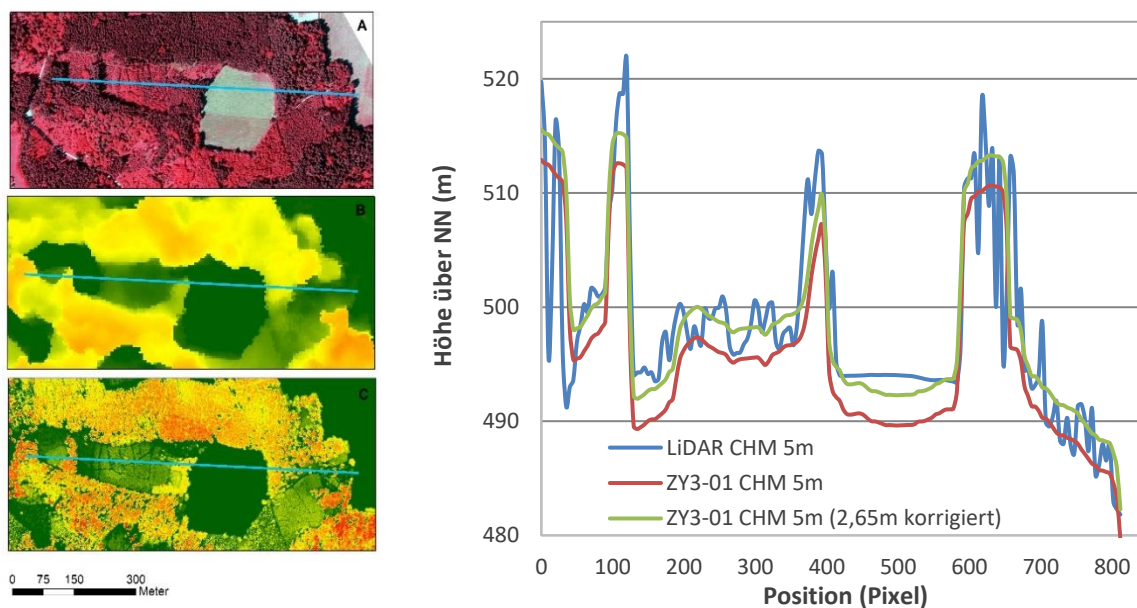 A
B
C
0 75 150 300
Meter
Höhe über NN (m)
520
510
500
490
480
LiDAR CHM 5m
ZY3-01 CHM 5m
ZY3-01 CHM 5m (2,65m korrigiert)
0 100 200 300 400 500 600 700 800
Position (Pixel)